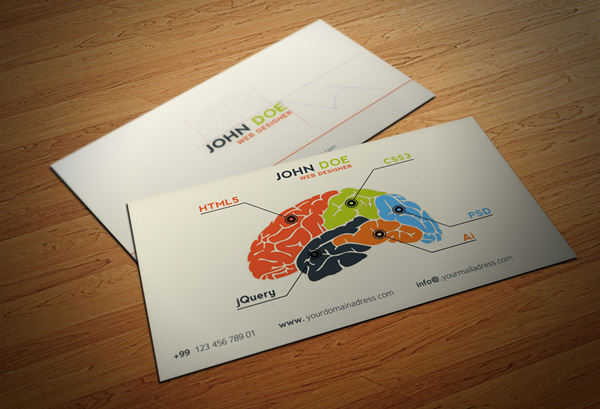 JOHN DOE
WEB DESIGNER
.com
JOHN DOE
WEB DESIGNER
HTML5
CSS3
PSD
Ai
jQuery
+99 123 456 789 01
www. yourdomainadress.com
info@ .yourmailadress.com